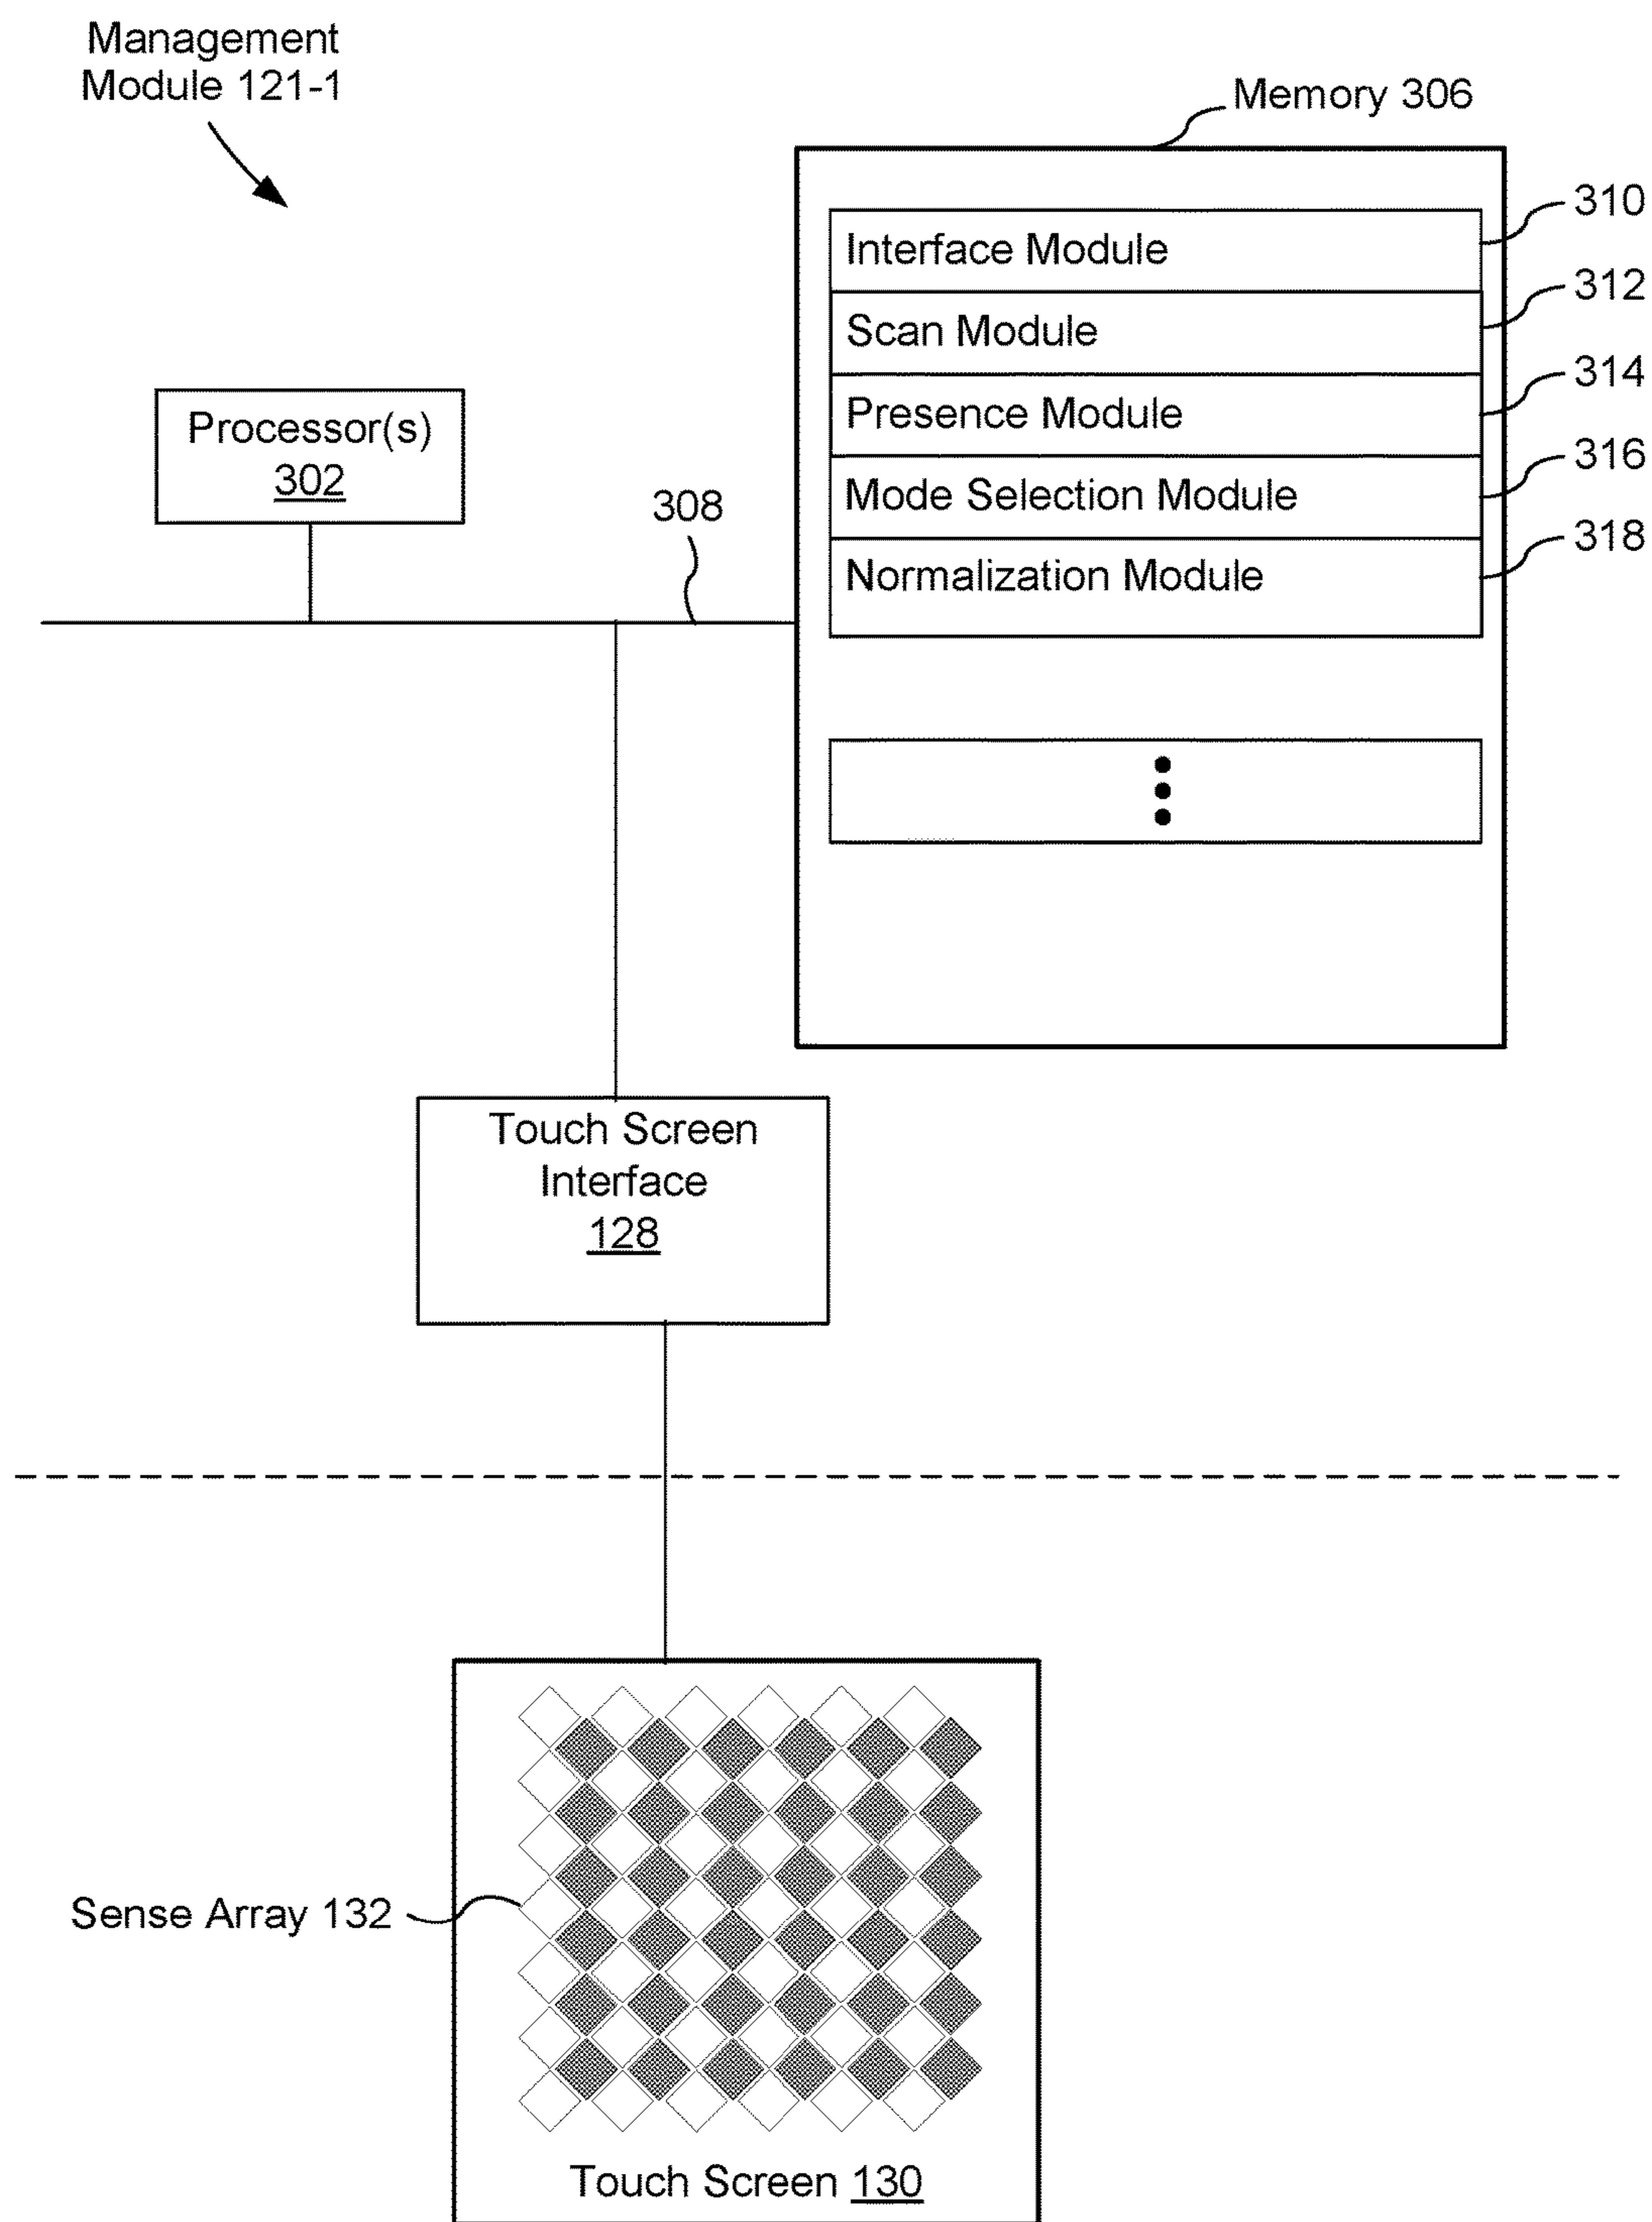 Management
Module 121-1
Memory 306
310
Interface Module
312
Scan Module
314
Presence Module
316
Mode Selection Module
318
Normalization Module
Processor(s)
302
308
Touch Screen
Interface
128
Sense Array 132
Touch Screen 130